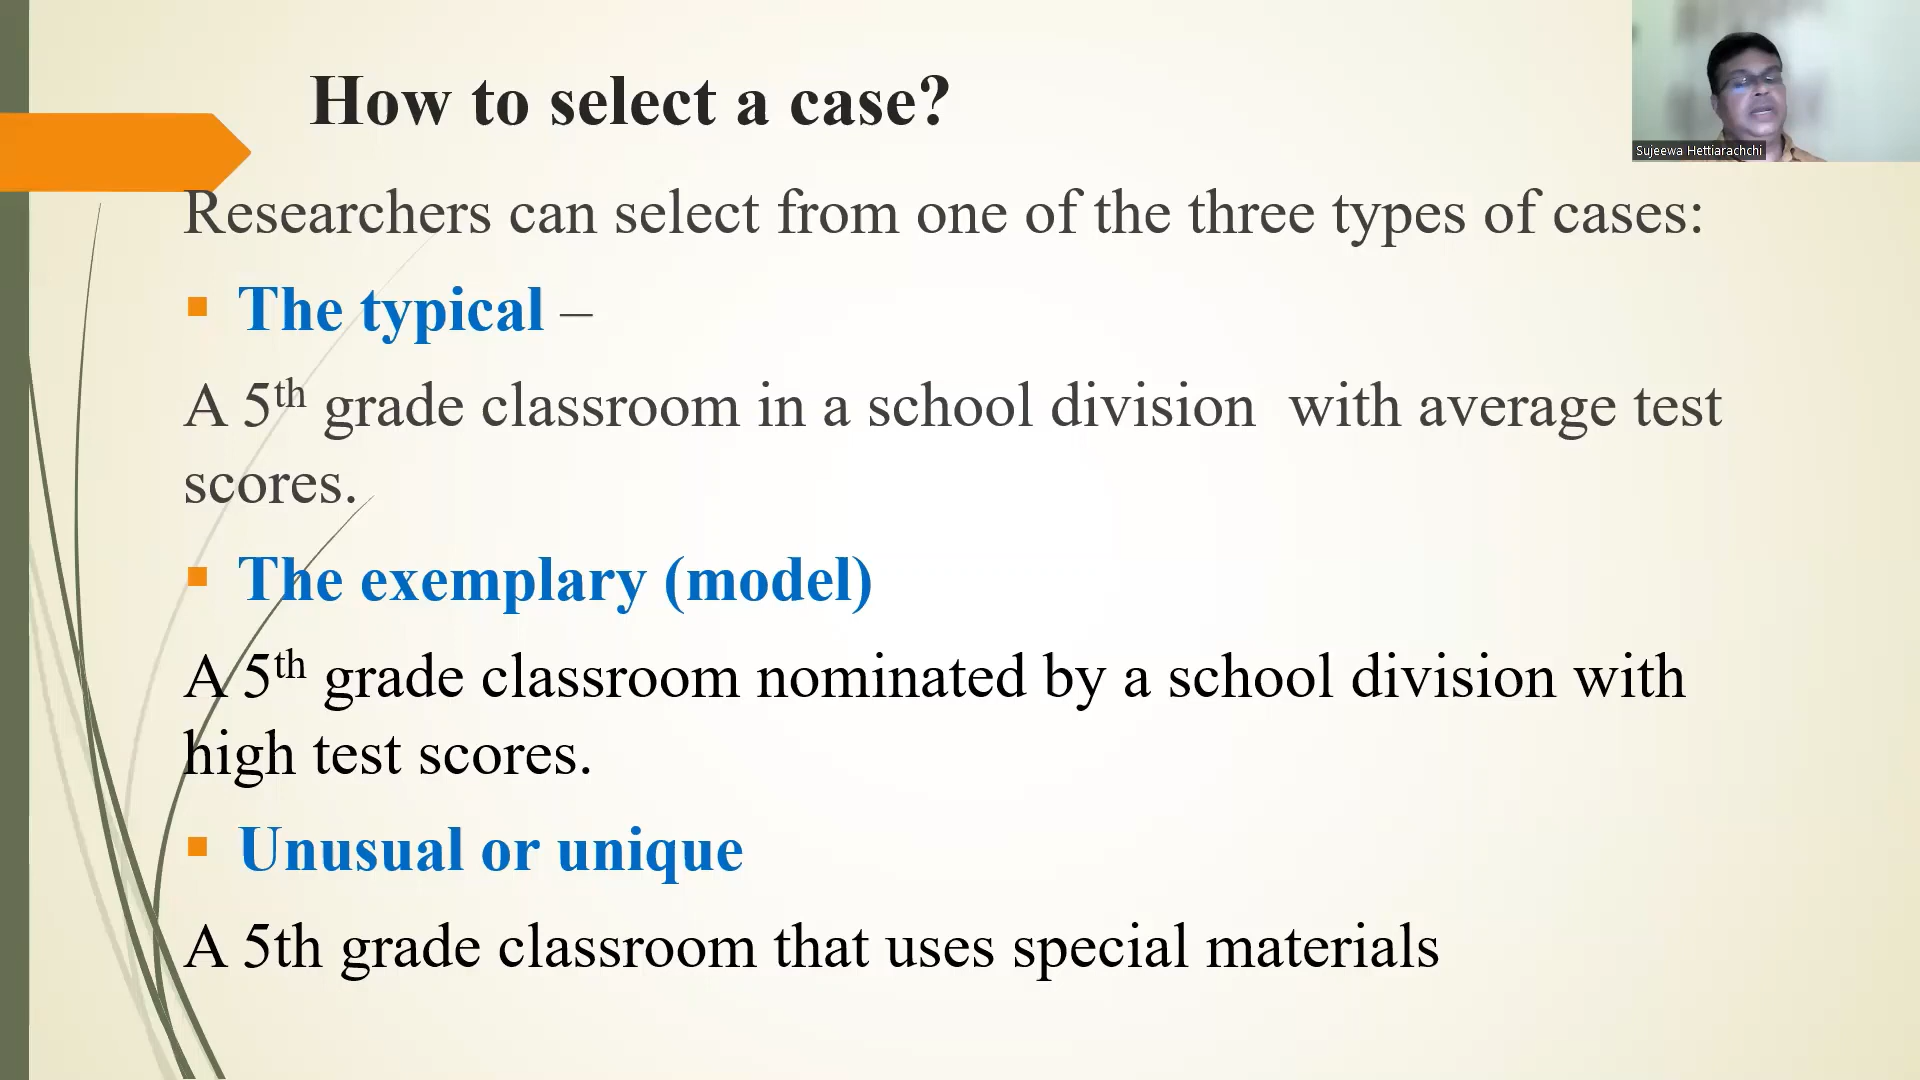 How to select a case?
Sujeewa Hettiarachchi
Researchers can select from one of the three types of cases:
The typical –
A 5th grade classroom in a school division  with average test
scores.
The exemplary (model)
A 5th grade classroom nominated by a school division with
high test scores.
Unusual or unique
A 5th grade classroom that uses special materials